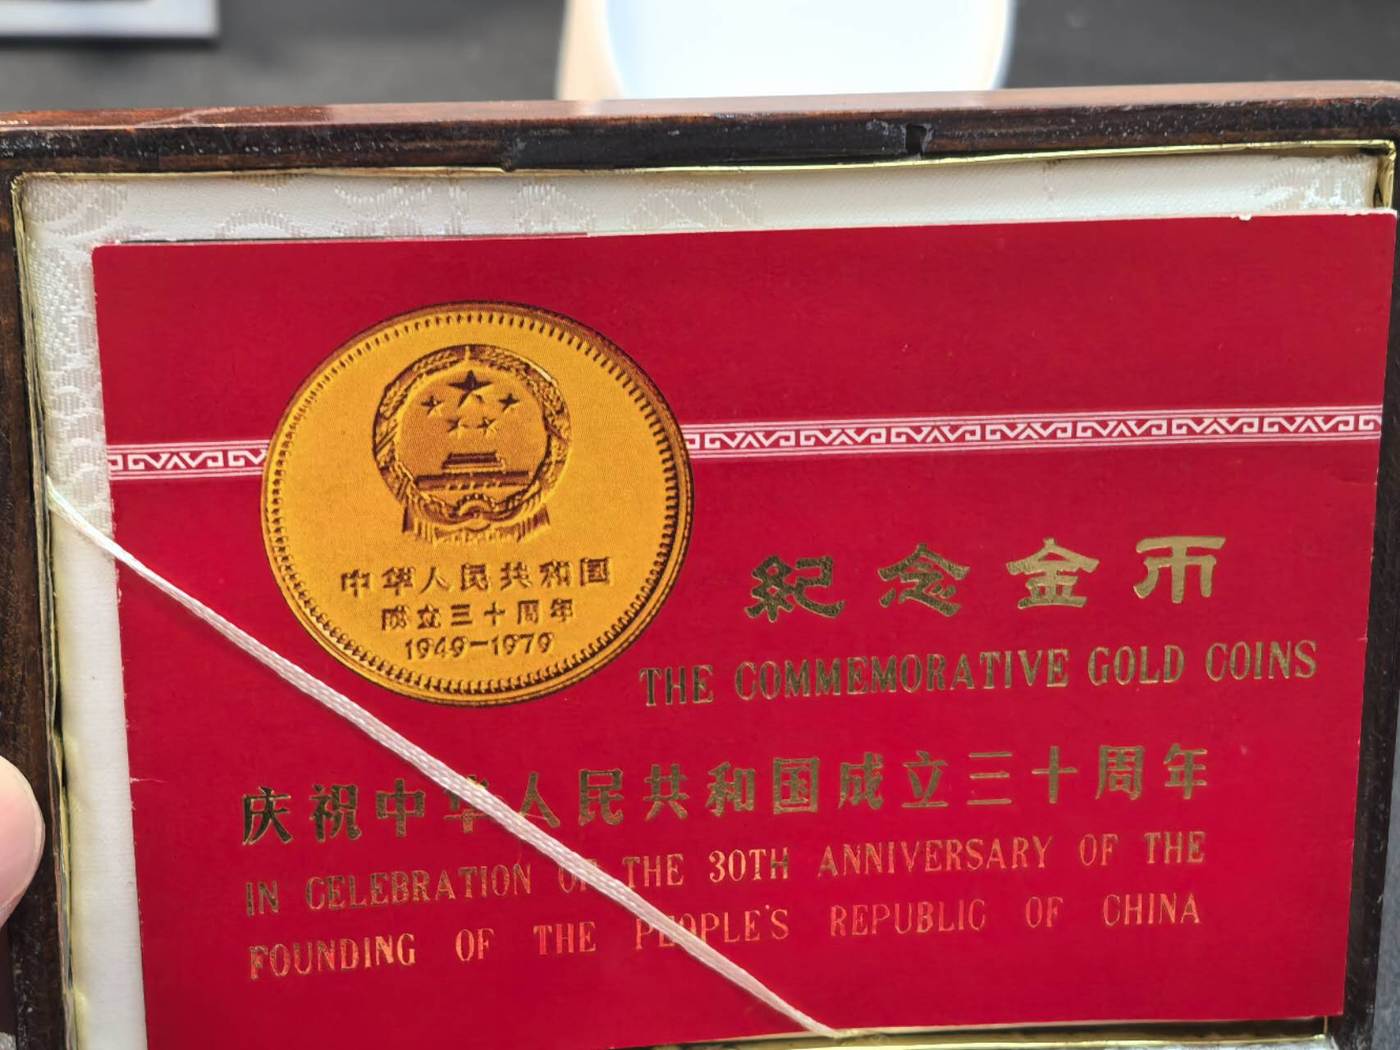 中华人民共和国
成立三十周年
1949-1979
紀念金币
THE COMMEMORATIVE GOLD COINS
庆祝中华人民共和国成立三十周年
IN CELEBRATION OF THE 30TH ANNIVERSARY OF THE
FOUNDING OF THE PEOPLE'S REPUBLIC OF CHINA